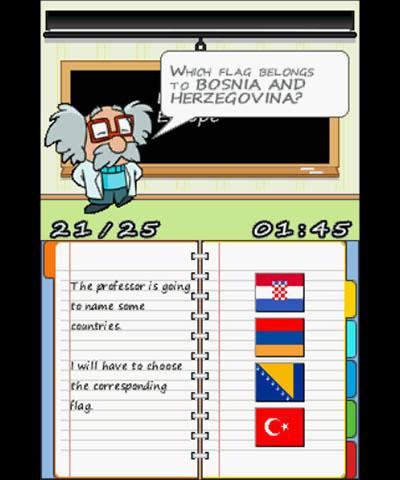 Which flag belongs
to BOSNIA AND
HERZEGOVINA?
Europe
21/25
01:45
The professor is going
to name some
countries.
I will have to choose
the corresponding
flag.